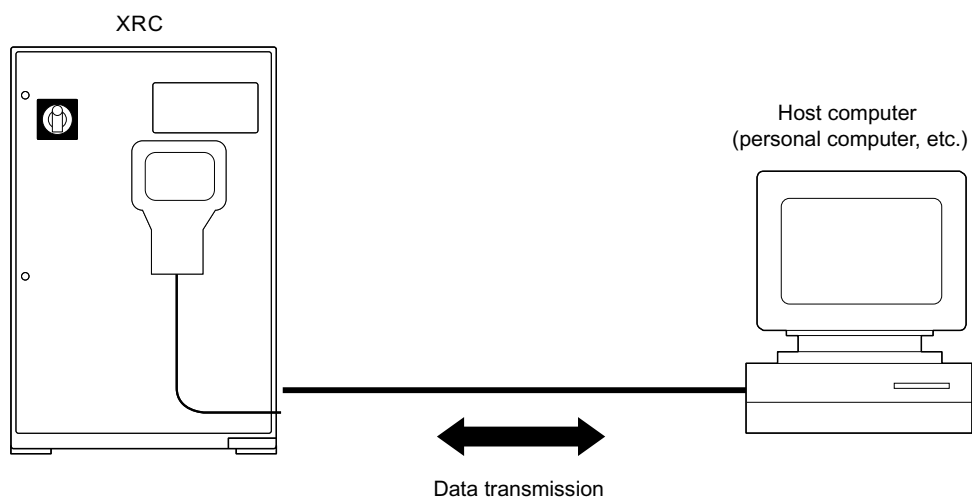 XRC
Host computer
(personal computer, etc.)
Data transmission